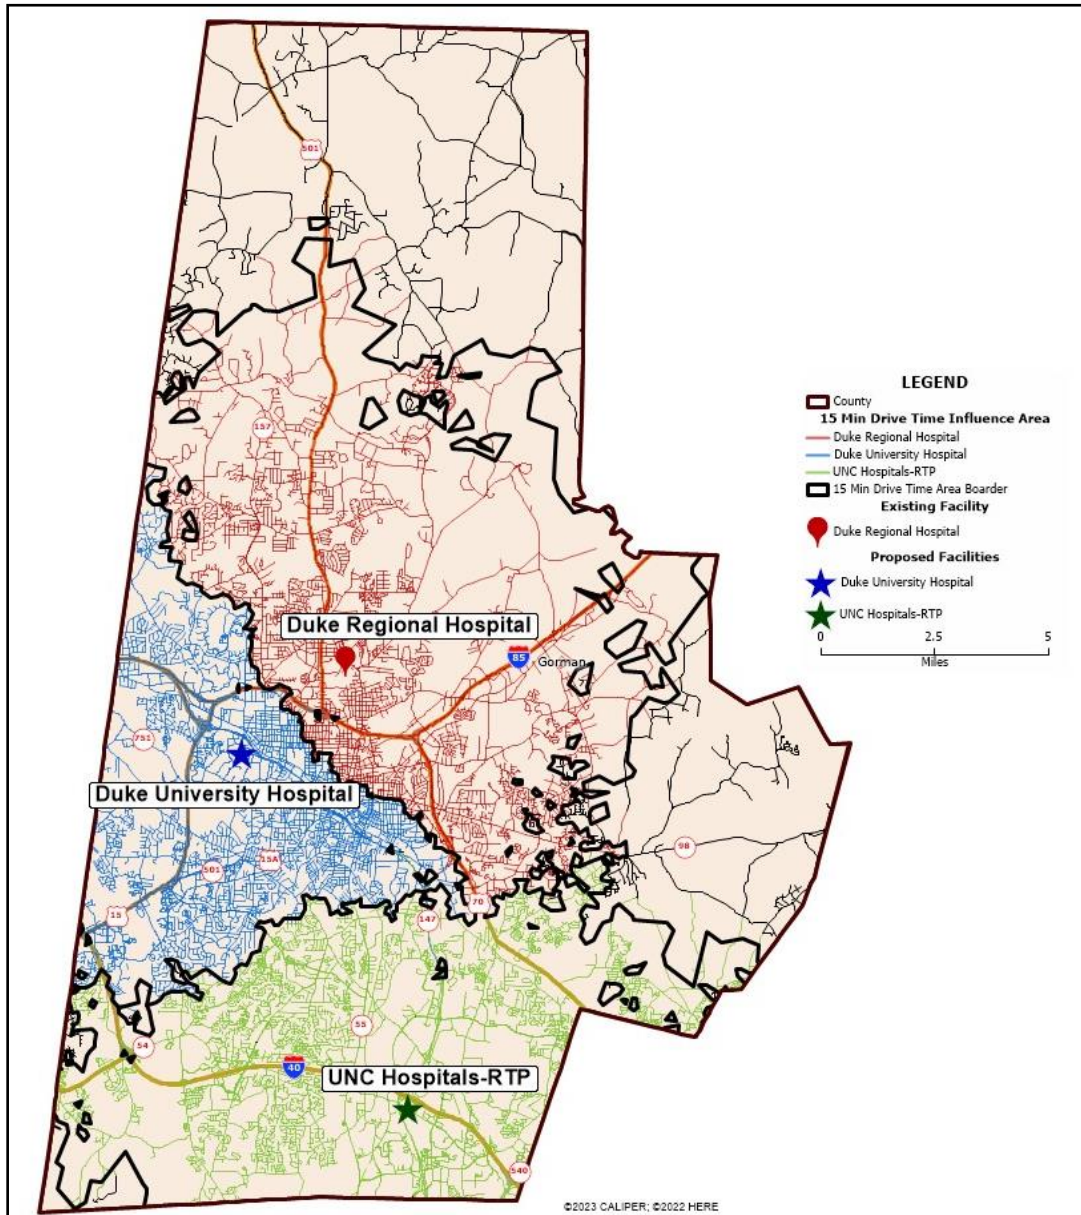 501
157
LEGEND
County
15 Min Drive Time Influence Area
Duke Regional Hospital
Duke University Hospital
UNC Hospitals-RTP
15 Min Drive Time Area Boarder
Existing Facility
Duke Regional Hospital
Proposed Facilities
Duke University Hospital
UNC Hospitals-RTP
0 2.5 5
Miles
Duke Regional Hospital
85
Gorman
751
Duke University Hospital
98
15A
501
70
15
147
55
54
40
UNC Hospitals-RTP
540
©2023 CALIPER; ©2022 HERE